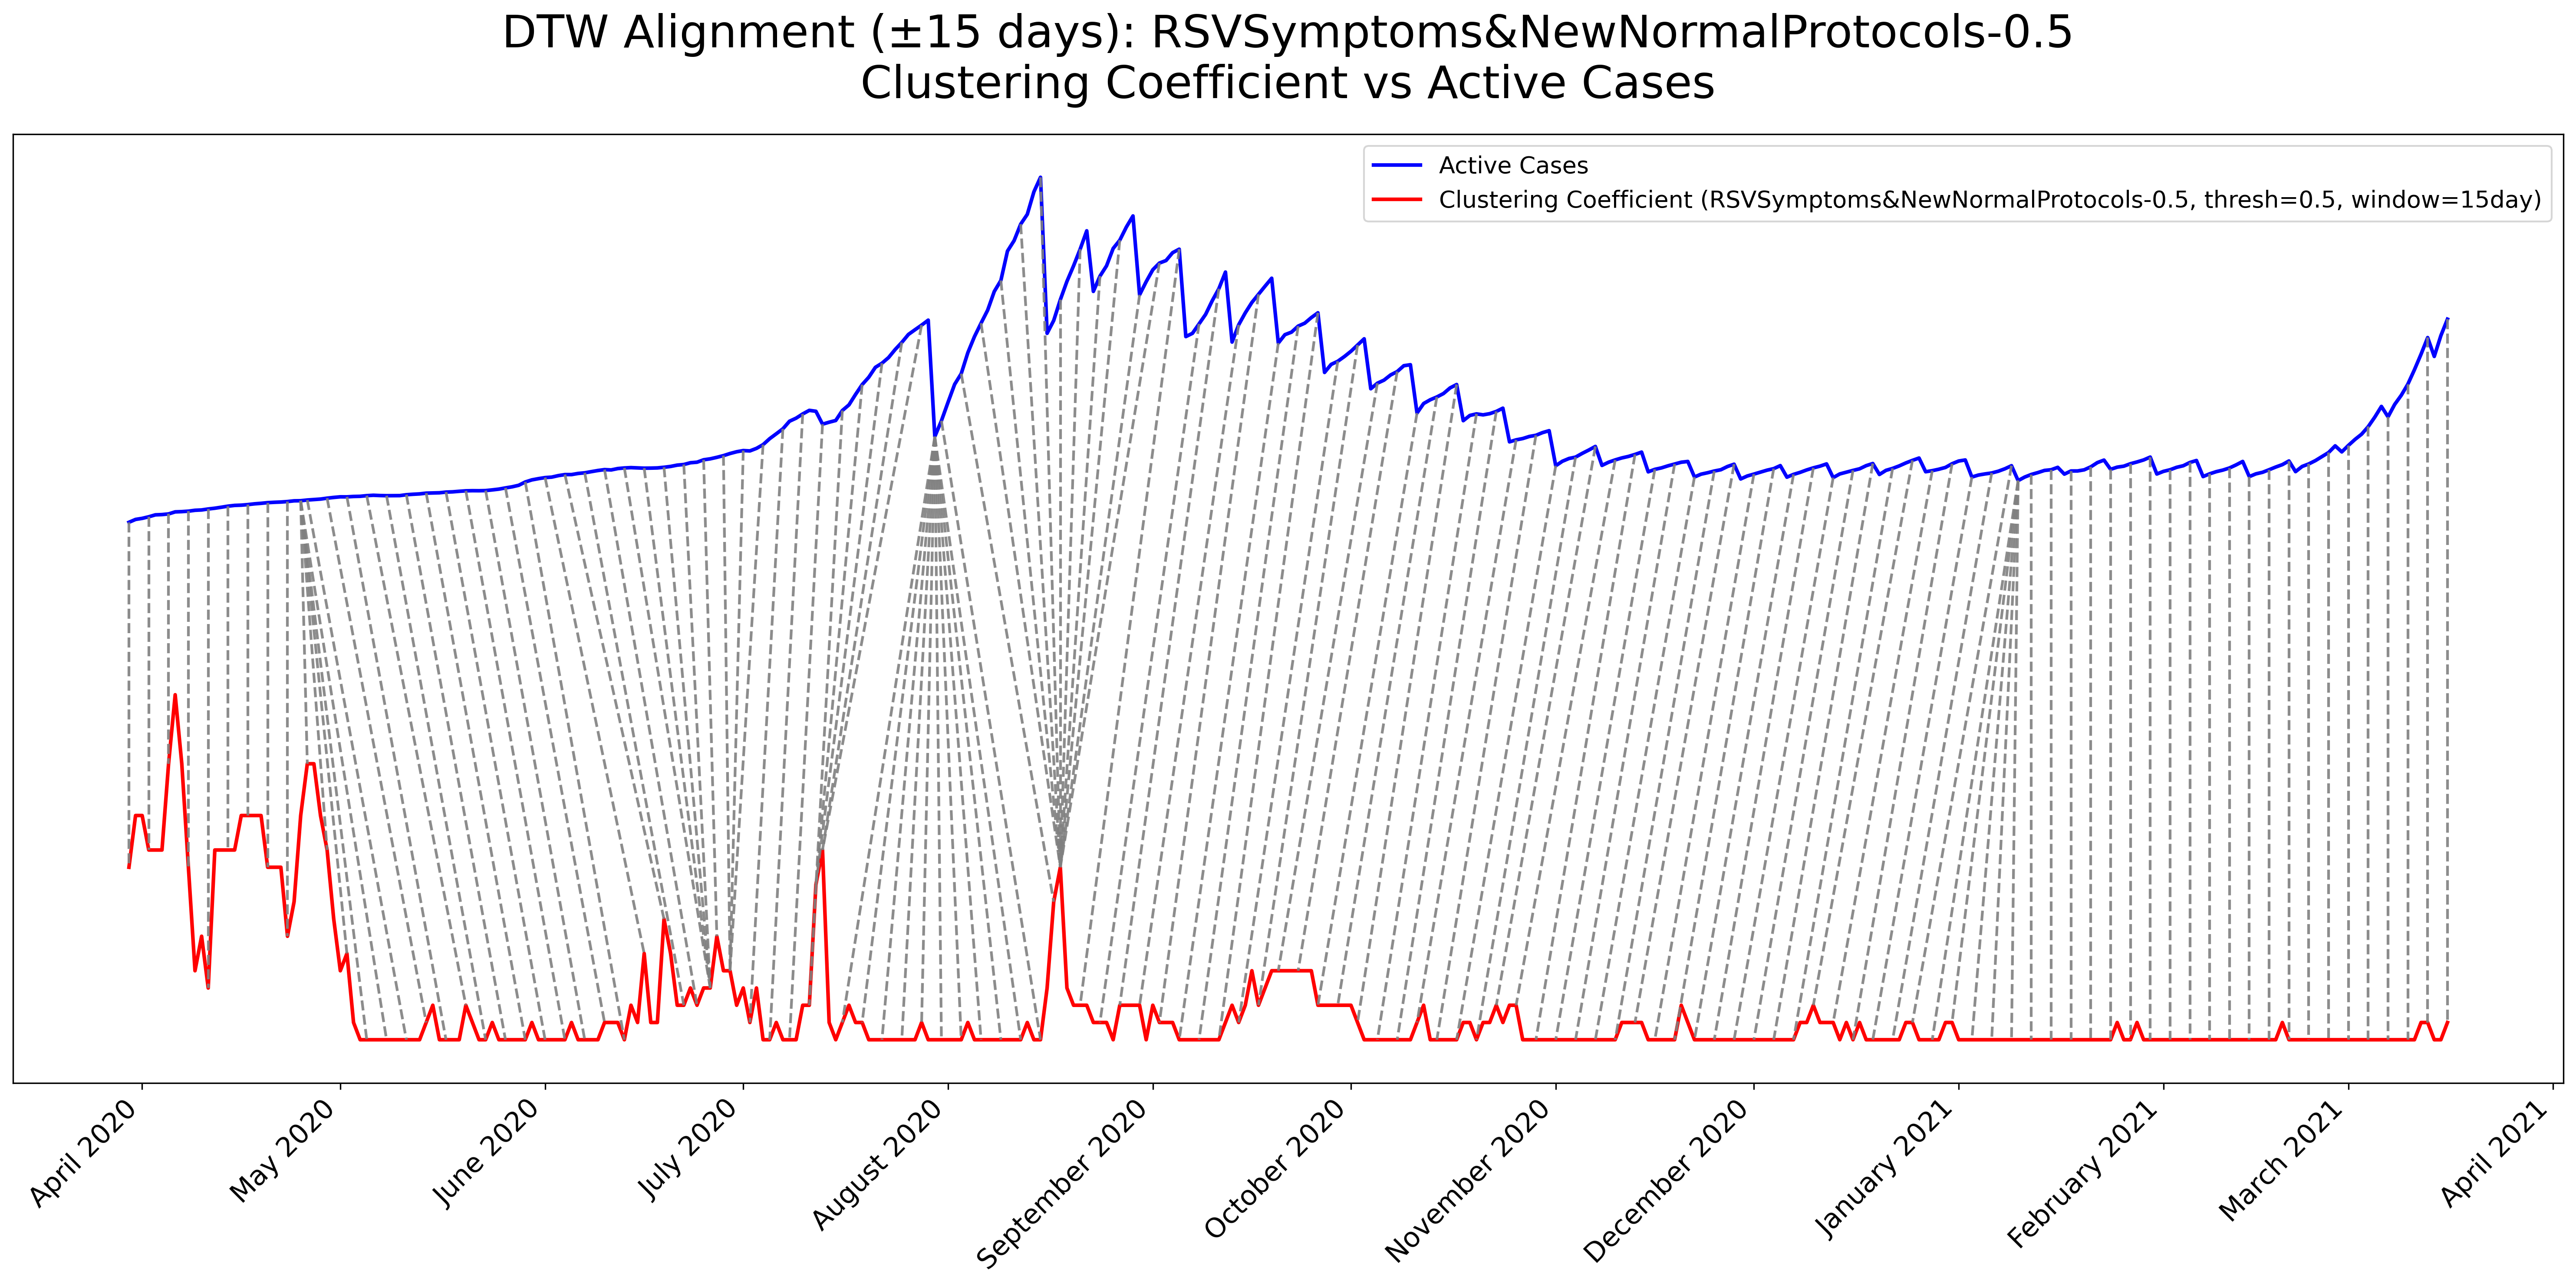 DTW Alignment (±15 days): RSVSymptoms&NewNormalProtocols-0.5
Clustering Coefficient vs Active Cases
Active Cases
Clustering Coefficient (RSVSymptoms&NewNormalProtocols-0.5, thresh=0.5, window=15day)
April 2020
May 2020
June 2020
July 2020
August 2020
September 2020
October 2020
November 2020
December 2020
January 2021
February 2021
March 2021
April 2021